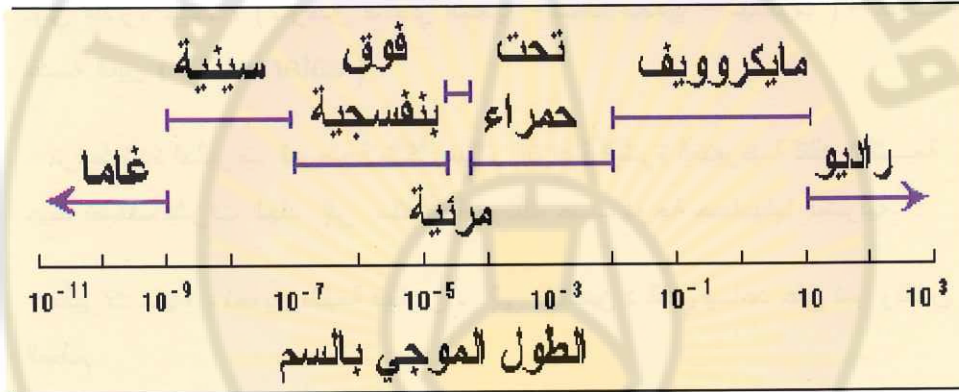 مايكروويف
تحت
حمراء
فوق
بنفسجية
سينية
راديو
مرئية
غاما
10⁻¹¹ 10⁻⁹ 10⁻⁷ 10⁻⁵ 10⁻³ 10⁻¹ 10 10³
الطول الموجي بالسم